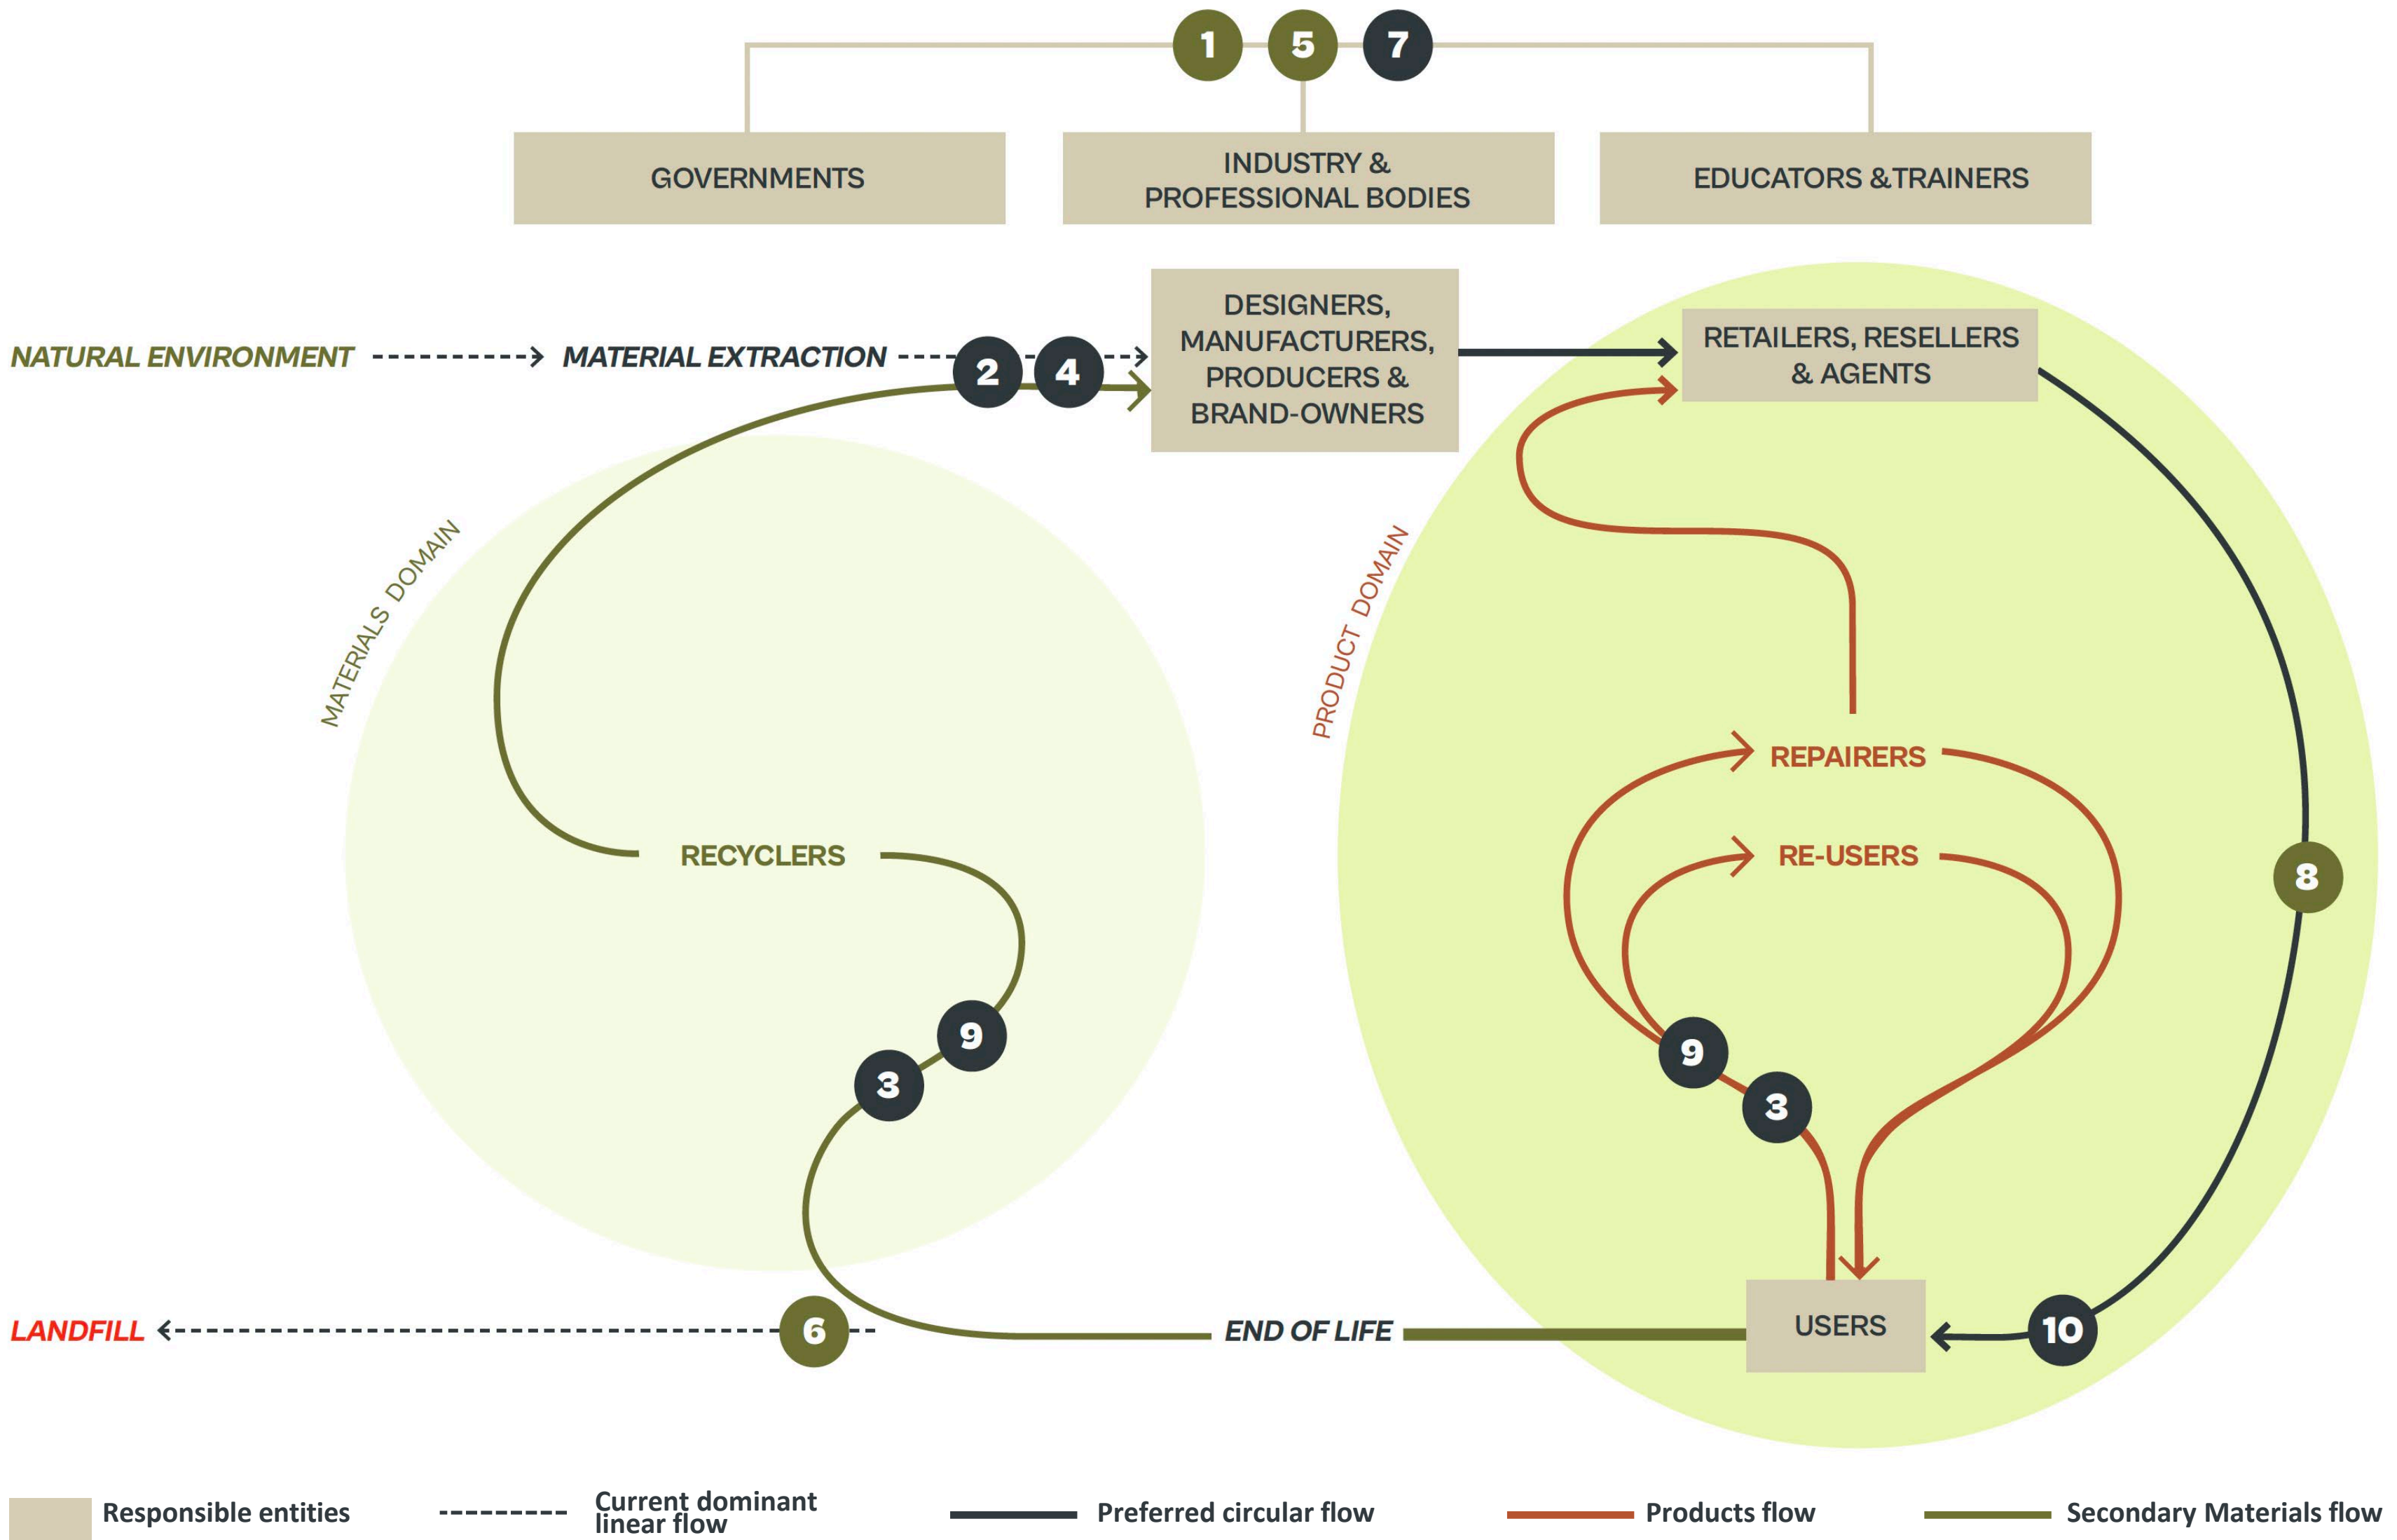 1 5 7
GOVERNMENTS
INDUSTRY &
PROFESSIONAL BODIES
EDUCATORS &TRAINERS
NATURAL ENVIRONMENT
MATERIAL EXTRACTION
2 4
DESIGNERS,
MANUFACTURERS,
PRODUCERS &
BRAND-OWNERS
RETAILERS, RESELLERS
& AGENTS
MATERIALS DOMAIN
PRODUCT DOMAIN
REPAIRERS
RECYCLERS
RE-USERS
8
9
3
9
3
LANDFILL
6
END OF LIFE
USERS
10
Responsible entities
Current dominant
linear flow
Preferred circular flow
Products flow
Secondary Materials flow